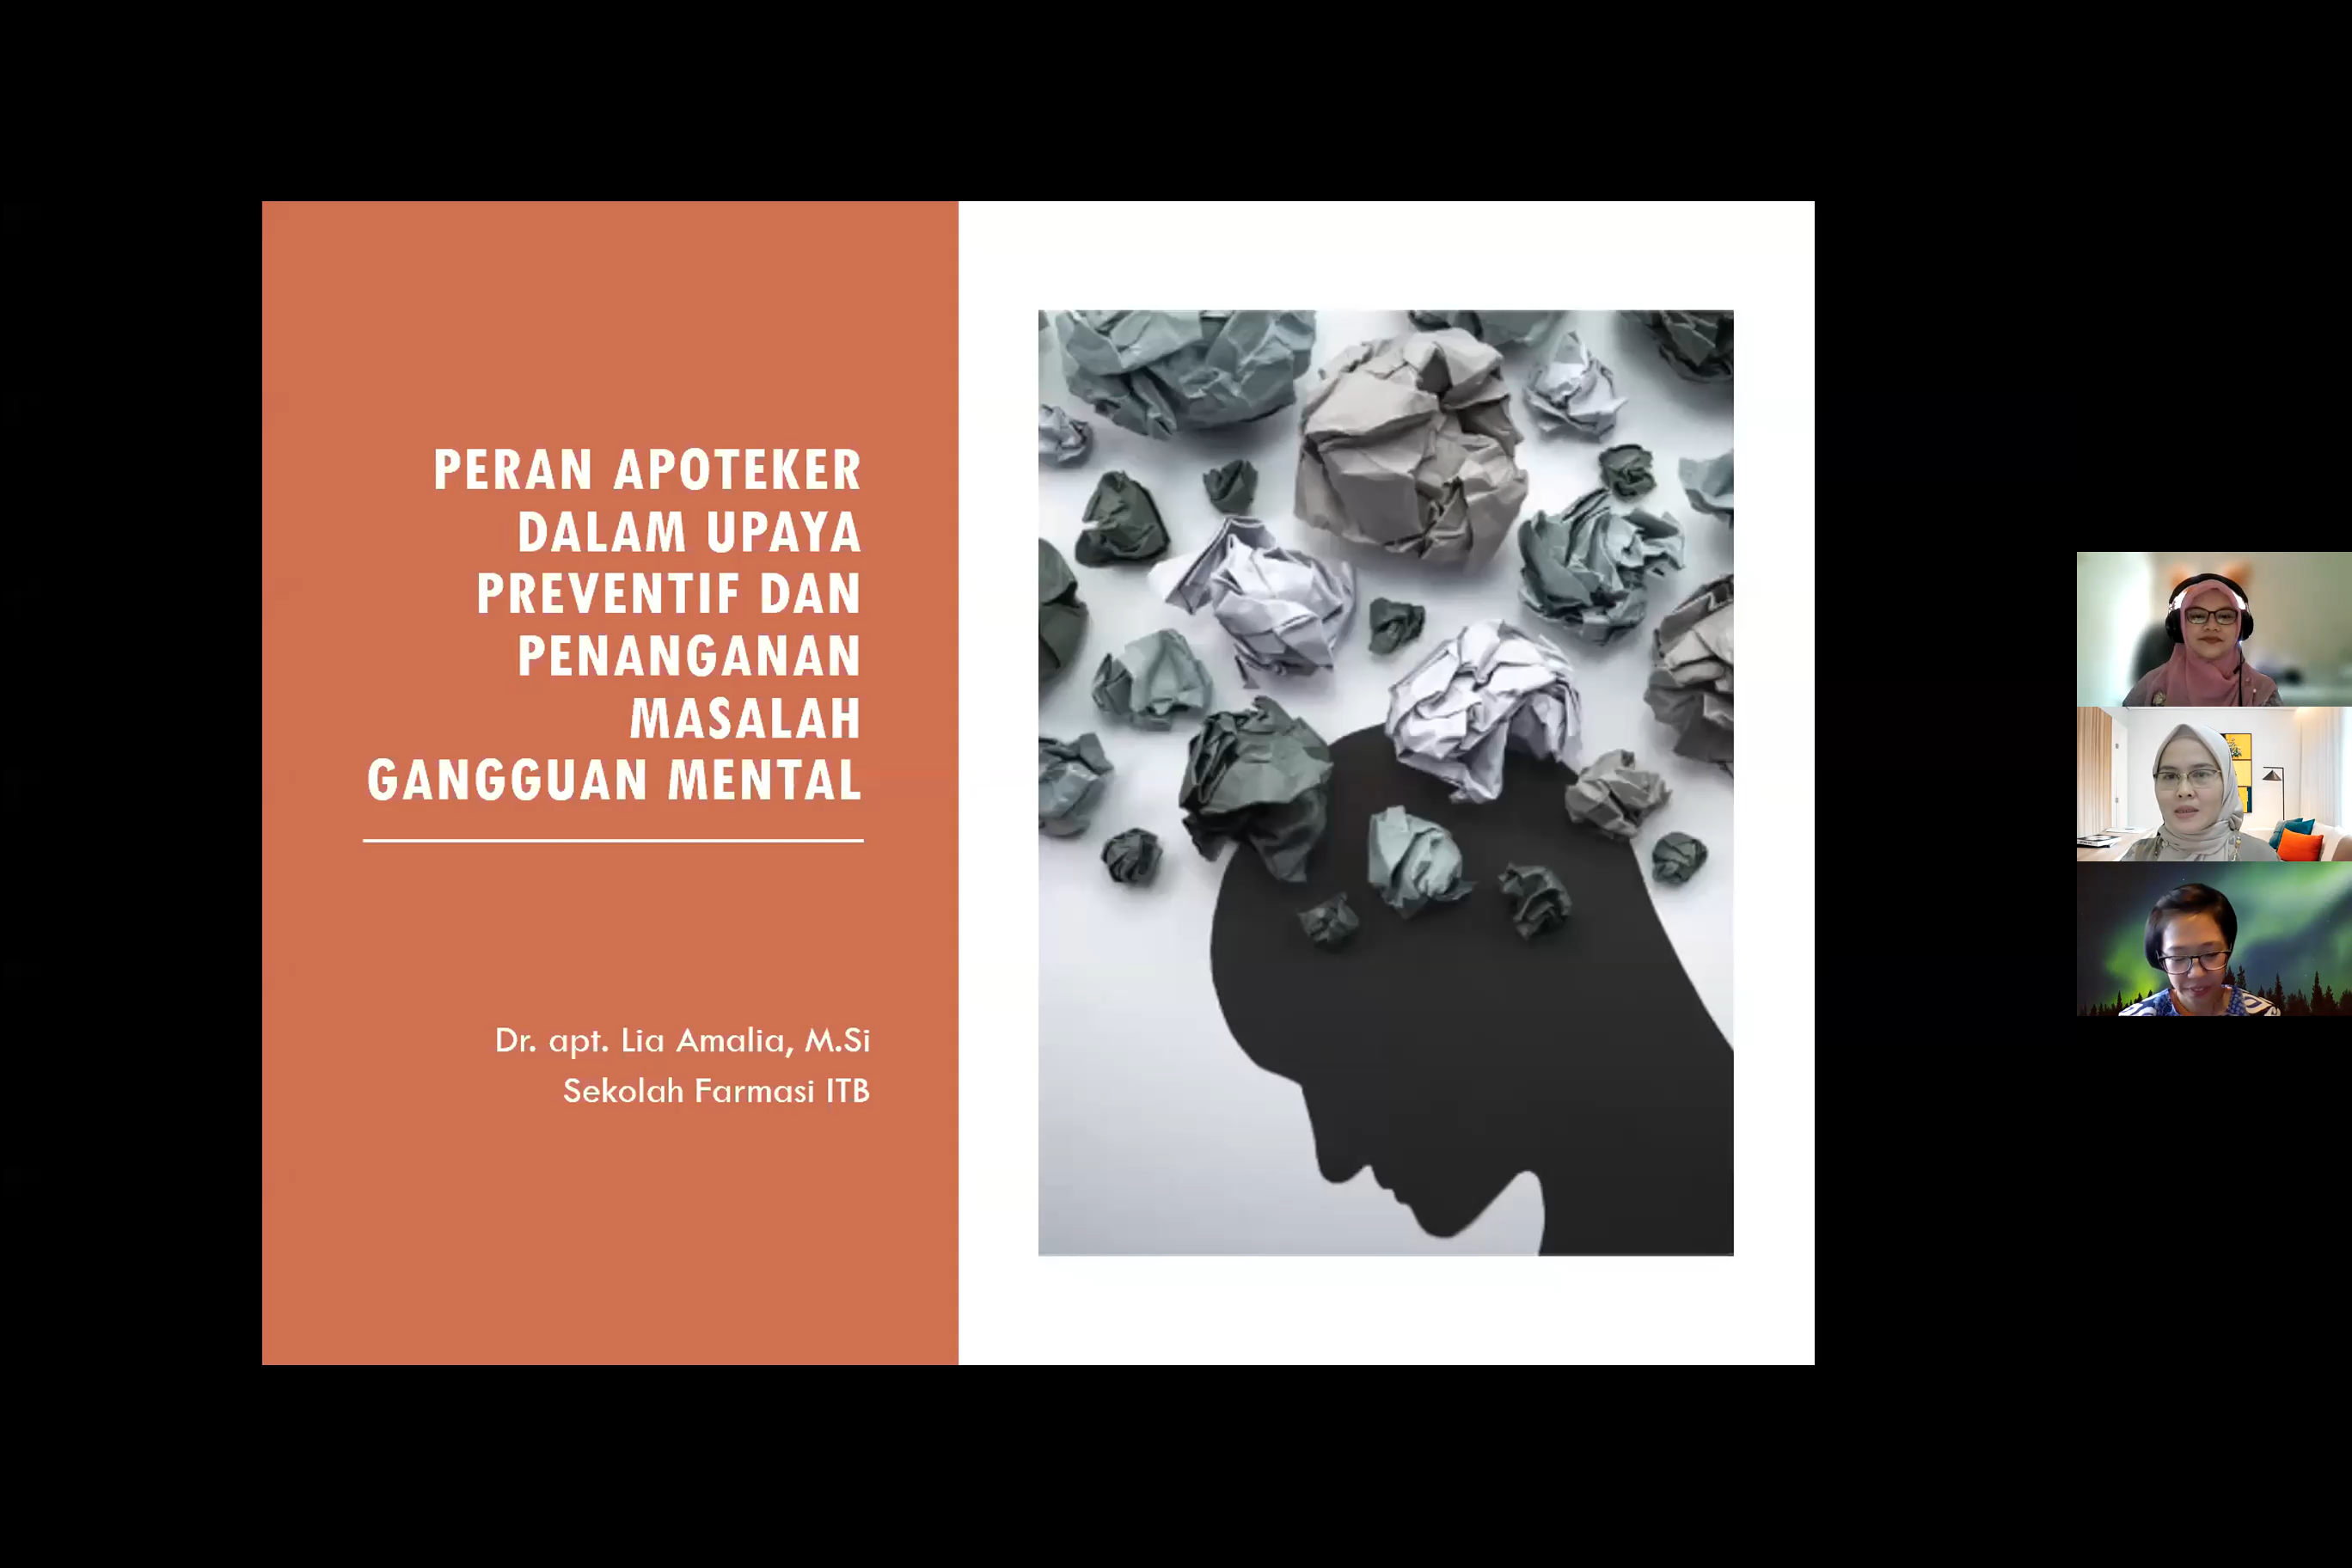 PERAN APOTEKER
DALAM UPAYA
PREVENTIF DAN
PENANGANAN
MASALAH
GANGGUAN MENTAL
Dr. apt. Lia Amalia, M.Si
Sekolah Farmasi ITB